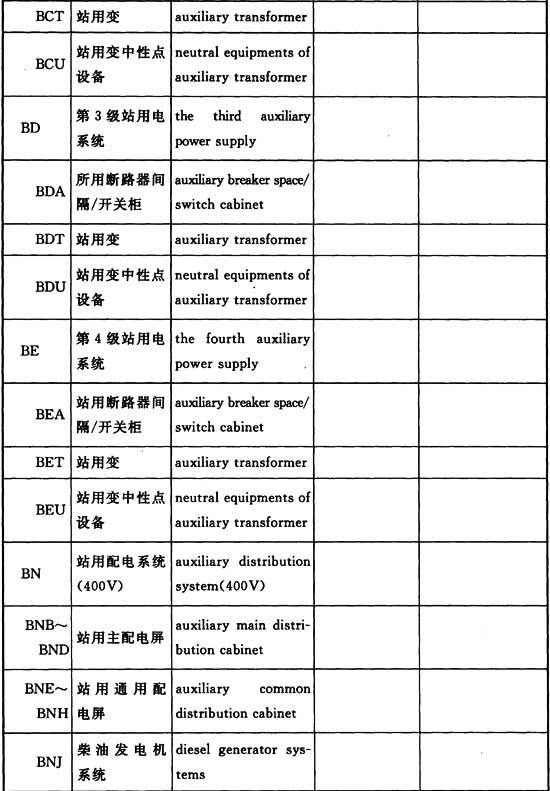 BCT 站用变 auxiliary transformer
BCU 站用变中性点 neutral equipments of
设备 auxiliary transformer
BD 第3级站用电 the third auxiliary
系统 power supply
BDA 所用断路器间 auxiliary breaker space/
隔/开关柜 switch cabinet
BDT 站用变 auxiliary transformer
BDU 站用变中性点 neutral equipments of
设备 auxiliary transformer
BE 第4级站用电 the fourth auxiliary
系统 power supply
BEA 站用断路器间 auxiliary breaker space/
隔/开关柜 switch cabinet
BET 站用变 auxiliary transformer
BEU 站用变中性点 neutral equipments of
设备 auxiliary transformer
BN 站用配电系统 auxiliary distribution
(400V) system(400V)
BNB～ 站用主配电屏 auxiliary main distri-
BND bution cabinet
BNE～ 站用通用配 auxiliary common
BNH 电屏 distribution cabinet
BNJ 柴油发电机 diesel generator sys-
系统 tems